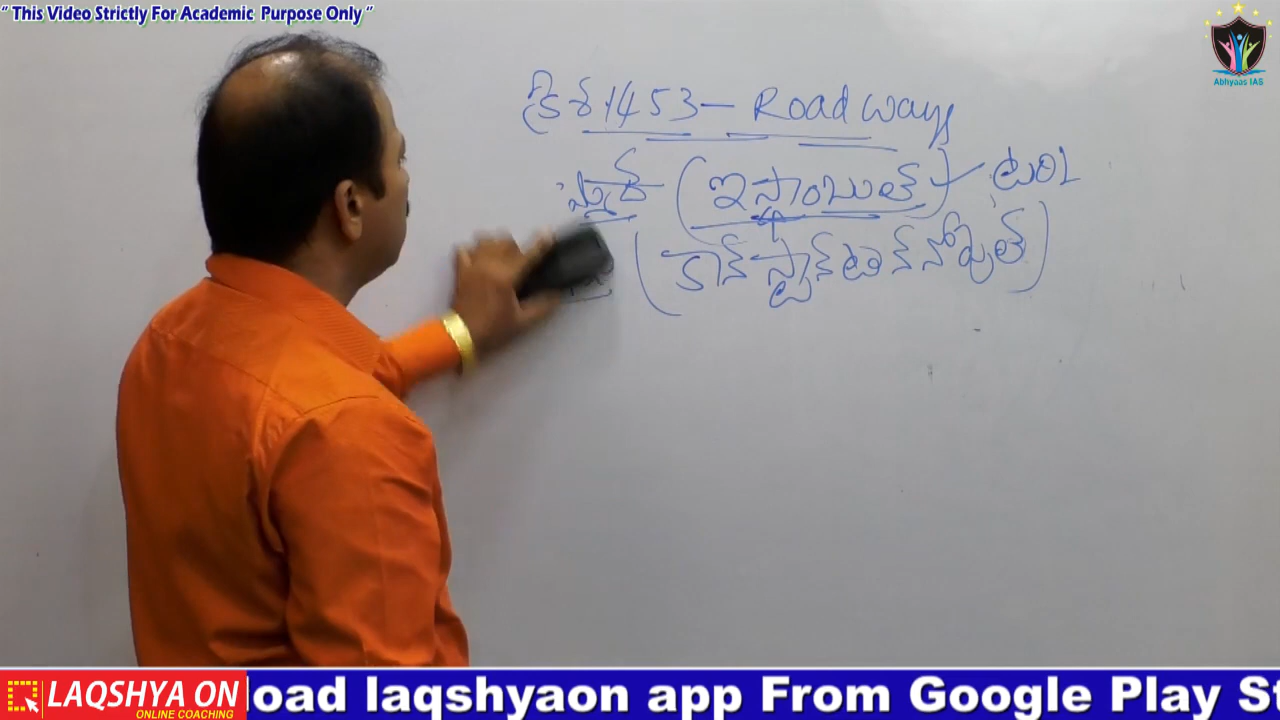 " This Video Strictly For Academic Purpose Only "
Abhyaas IAS
క్రీ.శ. 1453 – Road ways
(ఇస్తాంబుల్) – టర్కి
(కాన్‌స్టాన్‌టిన్‌నోపుల్)
LAQSHYA ON
ONLINE COACHING
load laqshyaon app From Google Play St